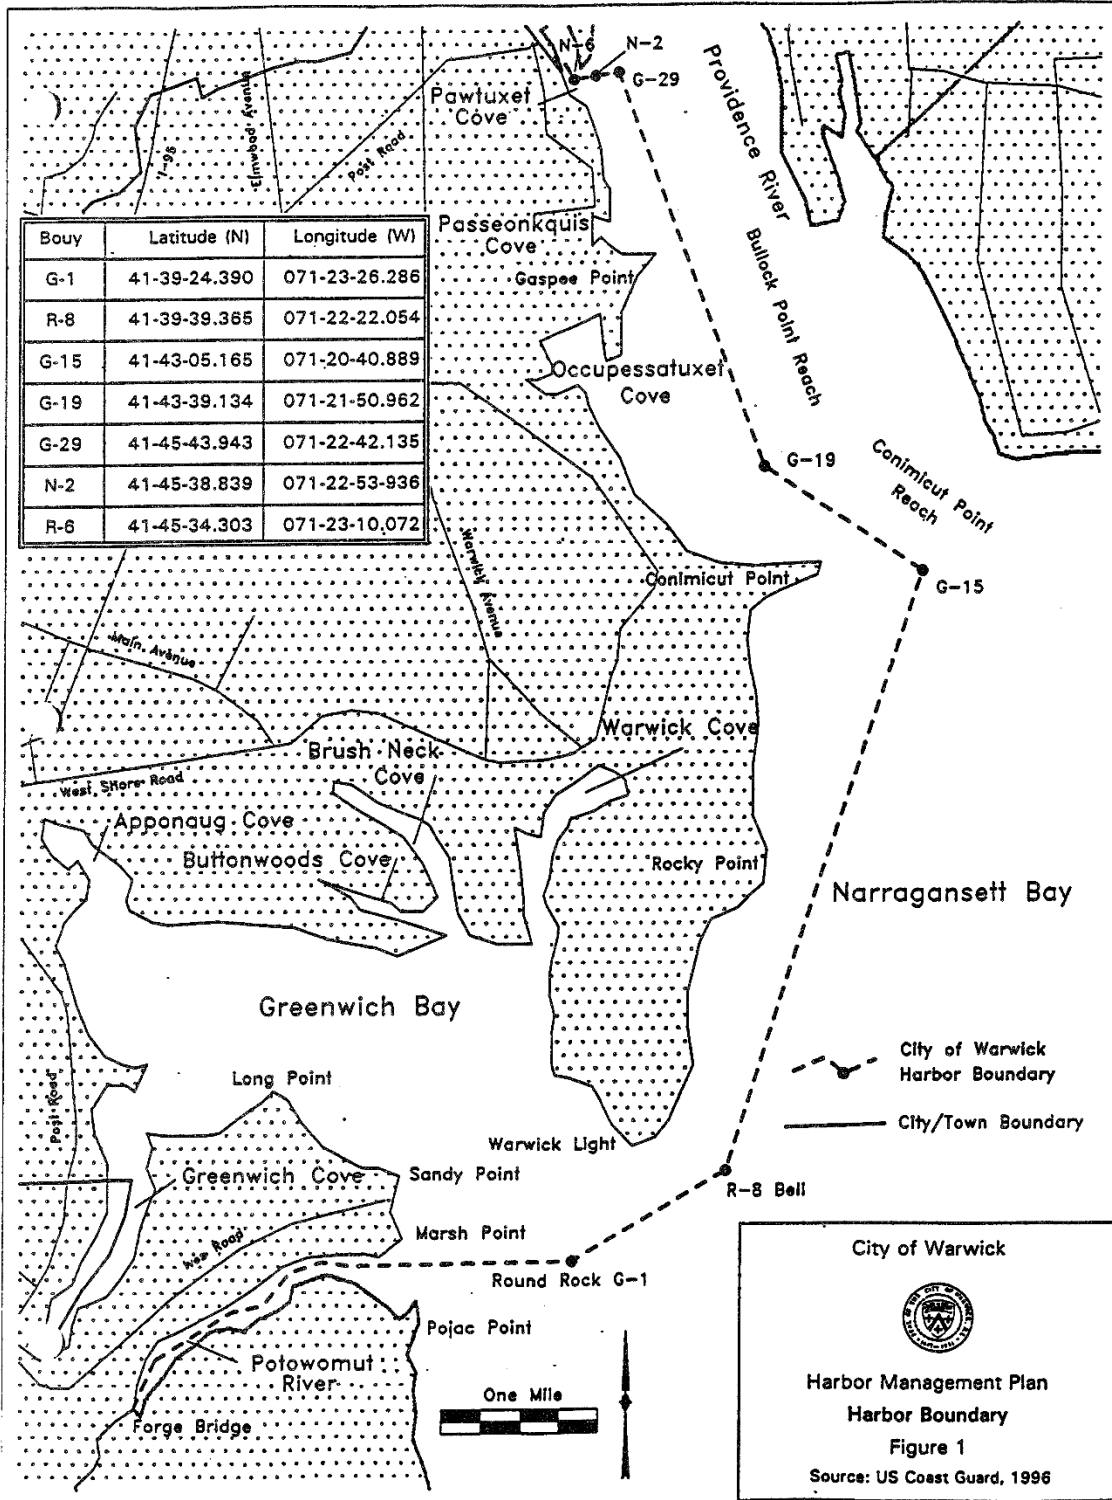 N-6
N-2
G-29
Pawtuxet
Cove
Providence River
I-95
Elmwood Avenue
Post Road
Bouy Latitude (N) Longitude (W)
G-1 41-39-24.390 071-23-26.286
R-8 41-39-39.365 071-22-22.054
G-15 41-43-05.165 071-20-40.889
G-19 41-43-39.134 071-21-50.962
G-29 41-45-43.943 071-22-42.135
N-2 41-45-38.839 071-22-53-936
R-6 41-45-34.303 071-23-10.072
Passeonkquis
Cove
Gaspee Point
Bullock Point Reach
Occupessatuxet
Cove
G-19
Conimicut Point
Reach
G-15
Conimicut Point
Warwick Avenue
Main Avenue
West Shore Road
Warwick Cove
Brush Neck
Cove
Apponaug Cove
Buttonwoods Cove
Rocky Point
Narragansett Bay
Greenwich Bay
City of Warwick
Harbor Boundary
City/Town Boundary
Long Point
Post Road
Warwick Light
Greenwich Cove
Sandy Point
R-8 Bell
Marsh Point
Round Rock G-1
Pojac Point
Potowomut
River
Forge Bridge
One Mile
City of Warwick
Harbor Management Plan
Harbor Boundary
Figure 1
Source: US Coast Guard, 1996